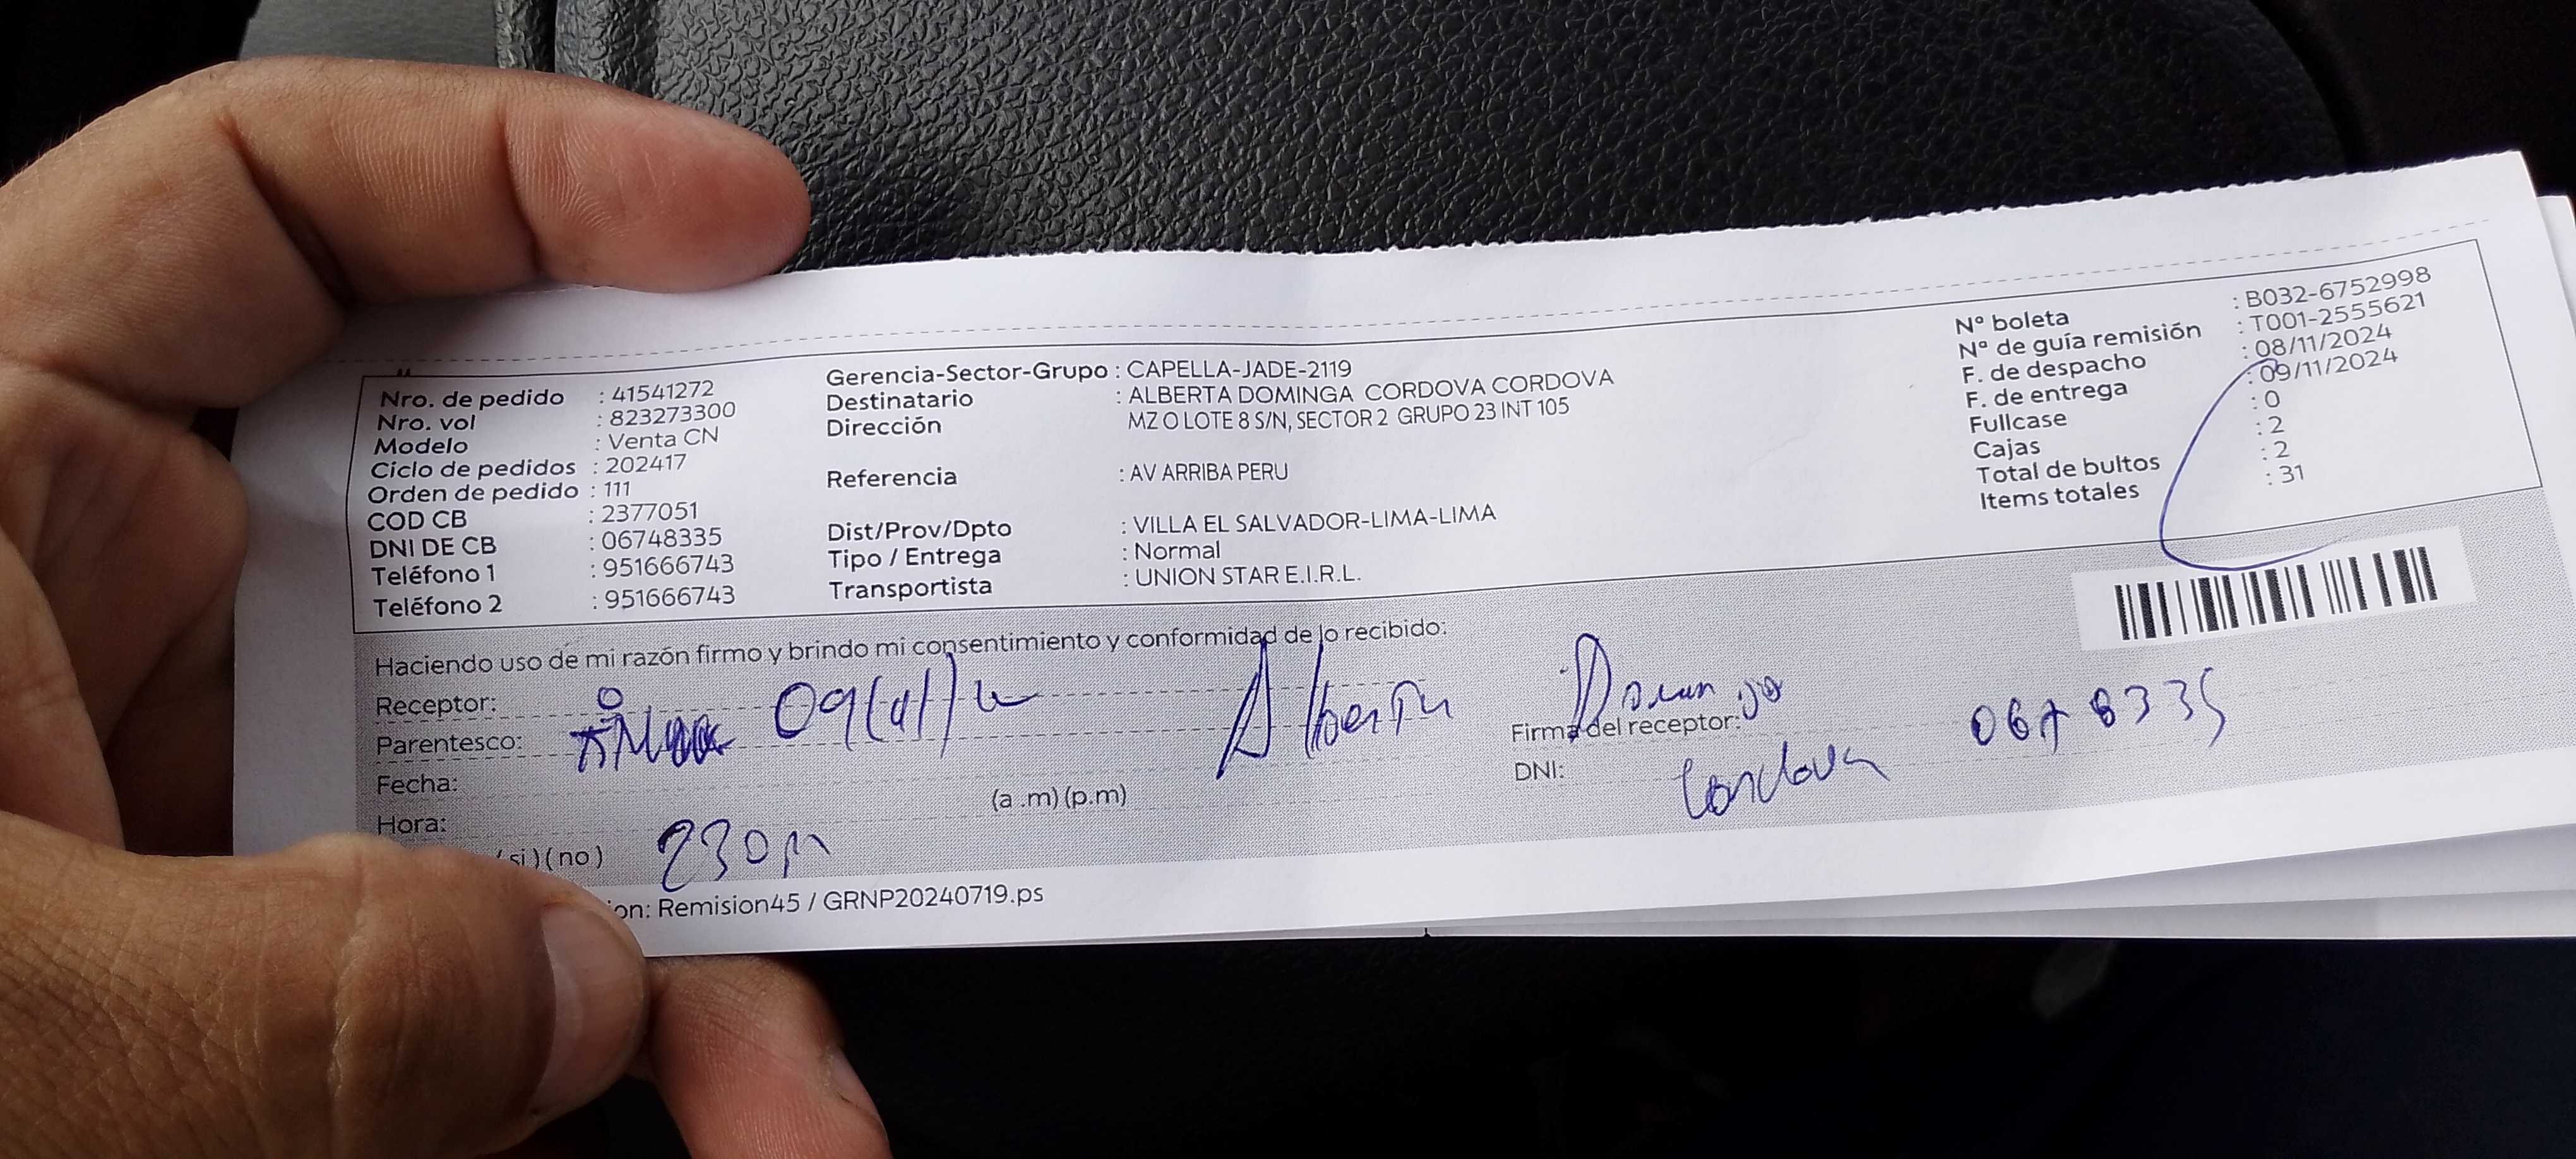 Nro. de pedido : 41541272
Nro. vol : 823273300
Modelo : Venta CN
Ciclo de pedidos : 202417
Orden de pedido : 111
COD CB : 2377051
DNI DE CB : 06748335
Teléfono 1 : 951666743
Teléfono 2 : 951666743
Gerencia-Sector-Grupo : CAPELLA-JADE-2119
Destinatario : ALBERTA DOMINGA CORDOVA CORDOVA
Dirección MZ O LOTE 8 S/N, SECTOR 2 GRUPO 23 INT 105
Referencia : AV ARRIBA PERU
Dist/Prov/Dpto : VILLA EL SALVADOR-LIMA-LIMA
Tipo / Entrega : Normal
Transportista : UNION STAR E.I.R.L.
Nº boleta : B032-6752998
Nº de guía remisión : T001-2555621
F. de despacho : 08/11/2024
F. de entrega : 09/11/2024
Fullcase : 0
Cajas : 2
Total de bultos : 2
Items totales : 31
Haciendo uso de mi razón firmo y brindo mi consentimiento y conformidad de lo recibido:
Receptor:
Parentesco:
Fecha:
Hora: (a .m) (p.m)
si ) ( no ) 230
Firma del receptor:
DNI: Cordova
on: Remision45 / GRNP20240719.ps